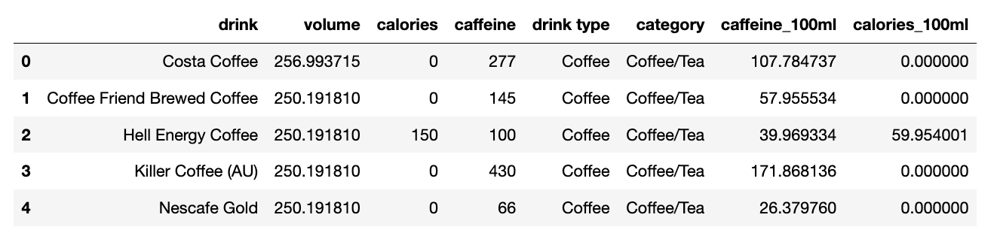 drink volume calories caffeine drink type category caffeine_100ml calories_100ml
0 Costa Coffee 256.993715 0 277 Coffee Coffee/Tea 107.784737 0.000000
1 Coffee Friend Brewed Coffee 250.191810 0 145 Coffee Coffee/Tea 57.955534 0.000000
2 Hell Energy Coffee 250.191810 150 100 Coffee Coffee/Tea 39.969334 59.954001
3 Killer Coffee (AU) 250.191810 0 430 Coffee Coffee/Tea 171.868136 0.000000
4 Nescafe Gold 250.191810 0 66 Coffee Coffee/Tea 26.379760 0.000000